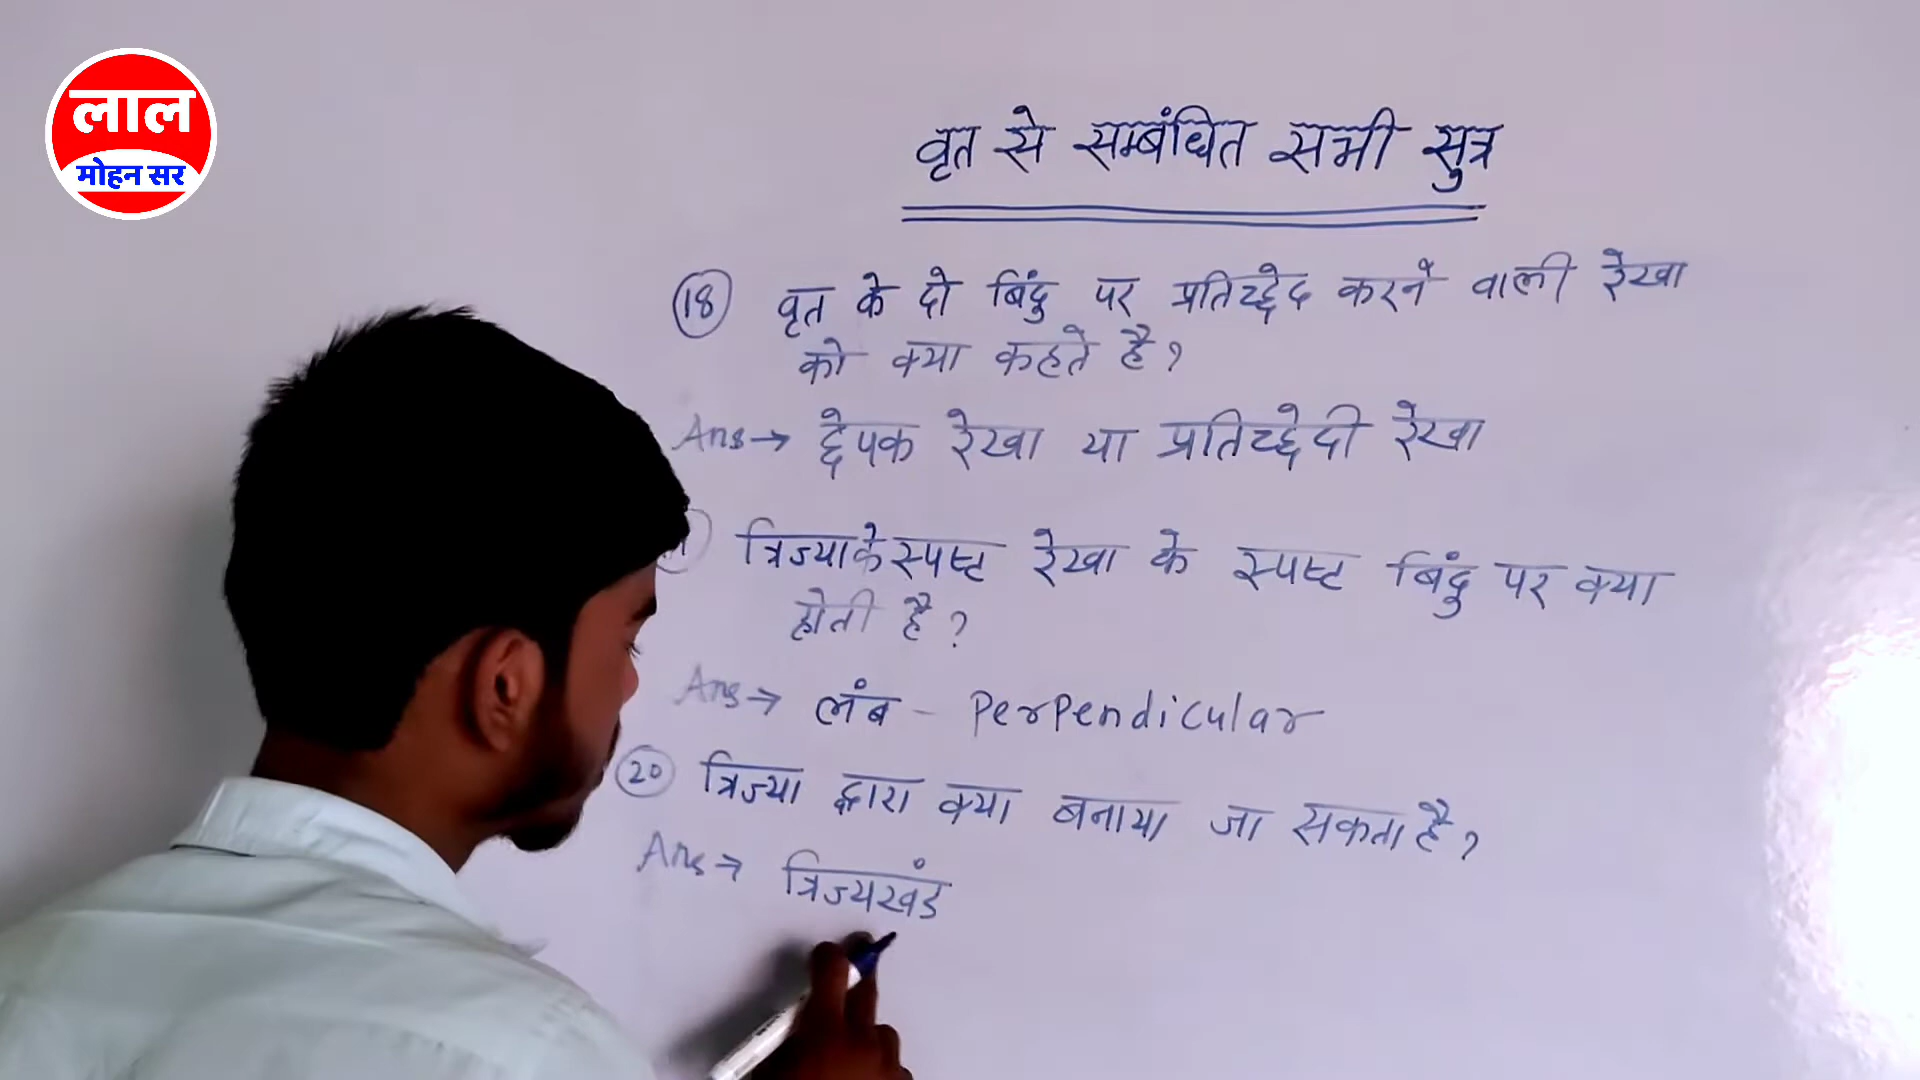 लाल
मोहन सर
वृत से सम्बंधित सभी सुत्र
18 वृत के दो बिंदु पर प्रतिच्छेद करने वाली रेखा
को क्या कहते है?
Ans→ छेपक रेखा या प्रतिच्छेदी रेखा
त्रिज्या के स्पष्ट रेखा के स्पष्ट बिंदु पर क्या
होती है?
Ans→ लंब - Perpendicular
20 त्रिज्या द्वारा क्या बनाया जा सकता है?
Ans→ त्रिज्यखंड